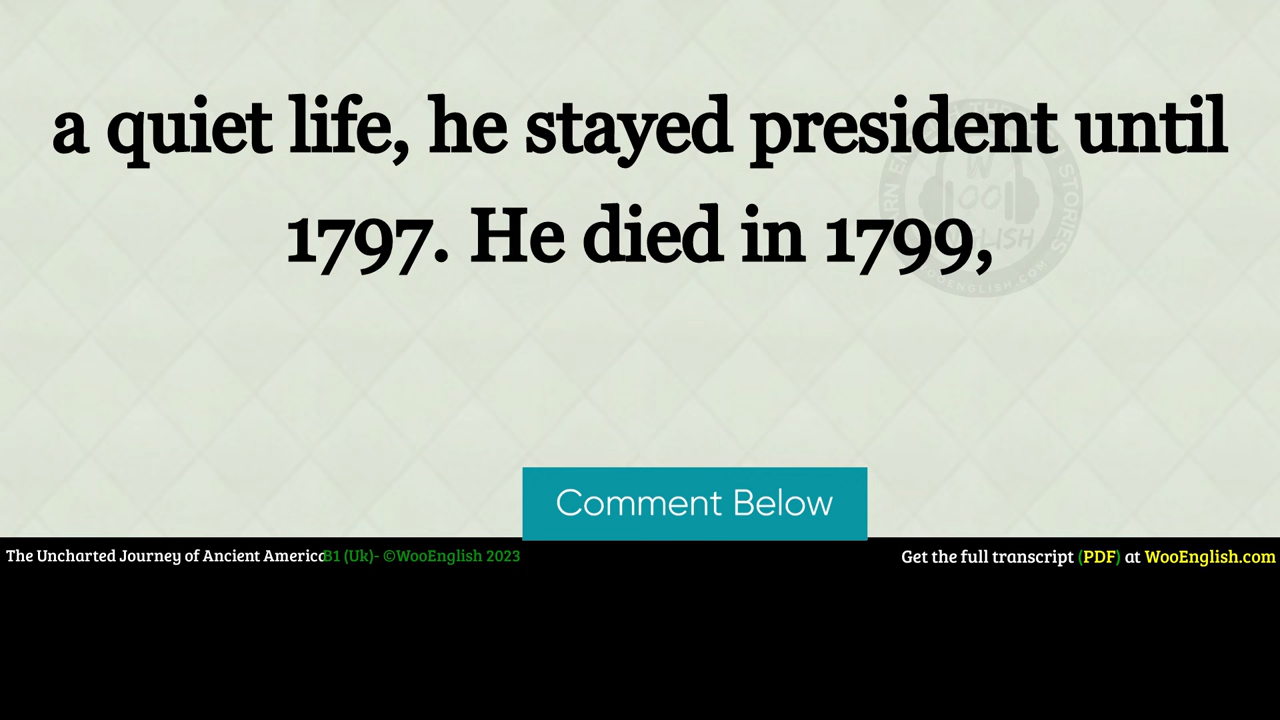 a quiet life, he stayed president until
1797. He died in 1799,
Comment Below
The Uncharted Journey of Ancient America B1 (Uk)- ©WooEnglish 2023
Get the full transcript (PDF) at WooEnglish.com